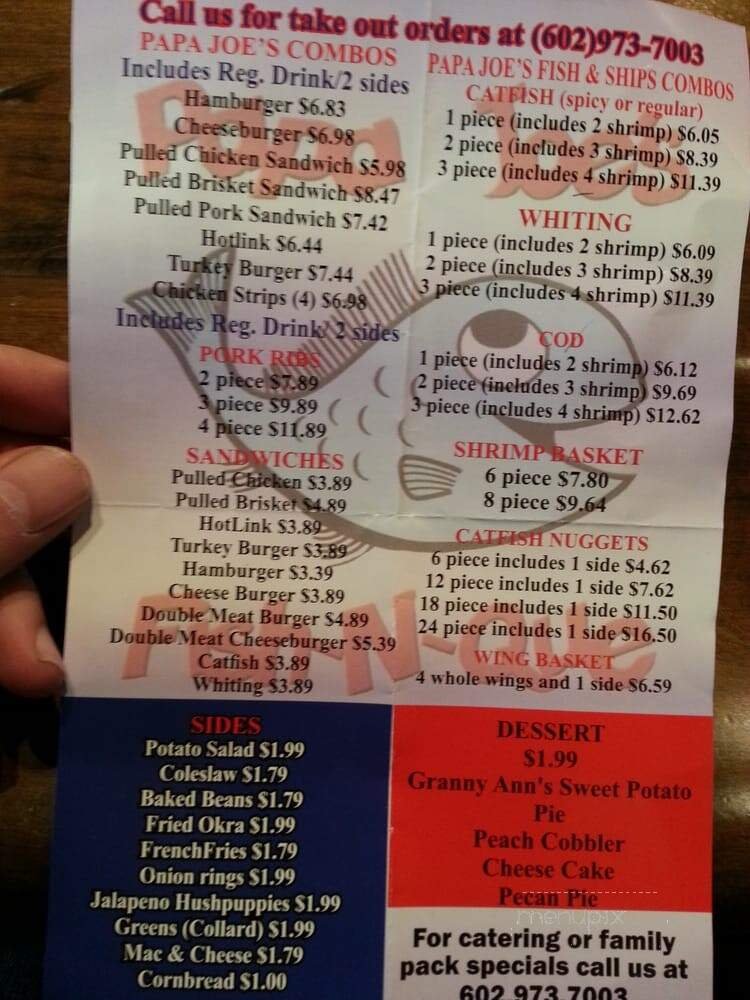 Call us for take out orders at (602)973-7003
PAPA JOE'S COMBOS
Includes Reg. Drink/2 sides
Hamburger $6.83
Cheeseburger $6.98
Pulled Chicken Sandwich $5.98
Pulled Brisket Sandwich $8.47
Pulled Pork Sandwich $7.42
Hotlink $6.44
Turkey Burger $7.44
Chicken Strips (4) $6.98
Includes Reg. Drink/ 2 sides
PORK RIBS
2 piece $7.89
3 piece $9.89
4 piece $11.89
SANDWICHES
Pulled Chicken $3.89
Pulled Brisket $4.89
HotLink $3.89
Turkey Burger $3.89
Hamburger $3.39
Cheese Burger $3.89
Double Meat Burger $4.89
Double Meat Cheeseburger $5.39
Catfish $3.89
Whiting $3.89
SIDES
Potato Salad $1.99
Coleslaw $1.79
Baked Beans $1.79
Fried Okra $1.99
FrenchFries $1.79
Onion rings $1.99
Jalapeno Hushpuppies $1.99
Greens (Collard) $1.99
Mac & Cheese $1.79
Cornbread $1.00
PAPA JOE'S FISH & SHIPS COMBOS
CATFISH (spicy or regular)
1 piece (includes 2 shrimp) $6.05
2 piece (includes 3 shrimp) $8.39
3 piece (includes 4 shrimp) $11.39
WHITING
1 piece (includes 2 shrimp) $6.09
2 piece (includes 3 shrimp) $8.39
3 piece (includes 4 shrimp) $11.39
COD
1 piece (includes 2 shrimp) $6.12
2 piece (includes 3 shrimp) $9.69
3 piece (includes 4 shrimp) $12.62
SHRIMP BASKET
6 piece $7.80
8 piece $9.64
CATFISH NUGGETS
6 piece includes 1 side $4.62
12 piece includes 1 side $7.62
18 piece includes 1 side $11.50
24 piece includes 1 side $16.50
WING BASKET
4 whole wings and 1 side $6.59
DESSERT
$1.99
Granny Ann's Sweet Potato
Pie
Peach Cobbler
Cheese Cake
Pecan Pie
menupix
For catering or family
pack specials call us at
602 973 7003
Papa Joe's
Fish-N-Que